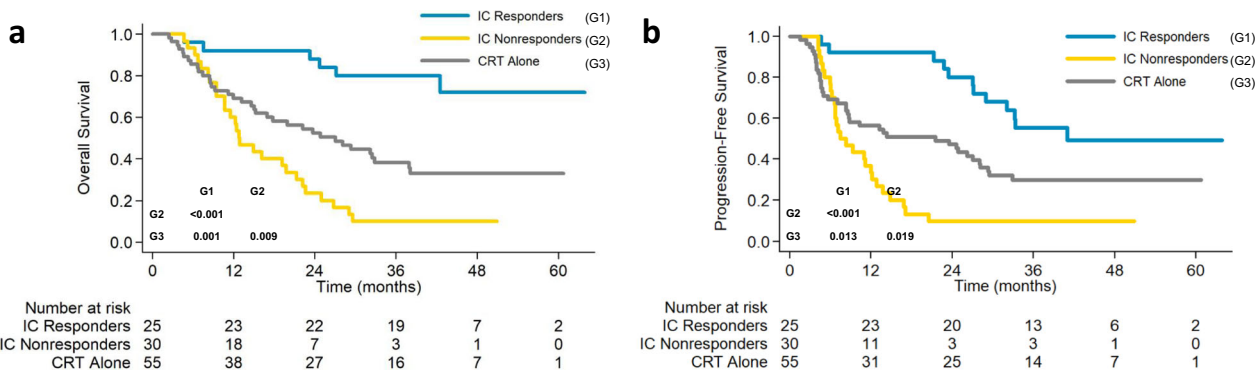 a
IC Responders (G1)
IC Nonresponders (G2)
CRT Alone (G3)
Overall Survival
1.0
0.8
0.6
0.4
0.2
0.0
G1 G2
G2 <0.001
G3 0.001 0.009
0 12 24 36 48 60
Time (months)
Number at risk
IC Responders 25 23 22 19 7 2
IC Nonresponders 30 18 7 3 1 0
CRT Alone 55 38 27 16 7 1
b
IC Responders (G1)
IC Nonresponders (G2)
CRT Alone (G3)
Progression-Free Survival
1.0
0.8
0.6
0.4
0.2
0.0
G1 G2
G2 <0.001
G3 0.013 0.019
0 12 24 36 48 60
Time (months)
Number at risk
IC Responders 25 23 20 13 6 2
IC Nonresponders 30 11 3 3 1 0
CRT Alone 55 31 25 14 7 1